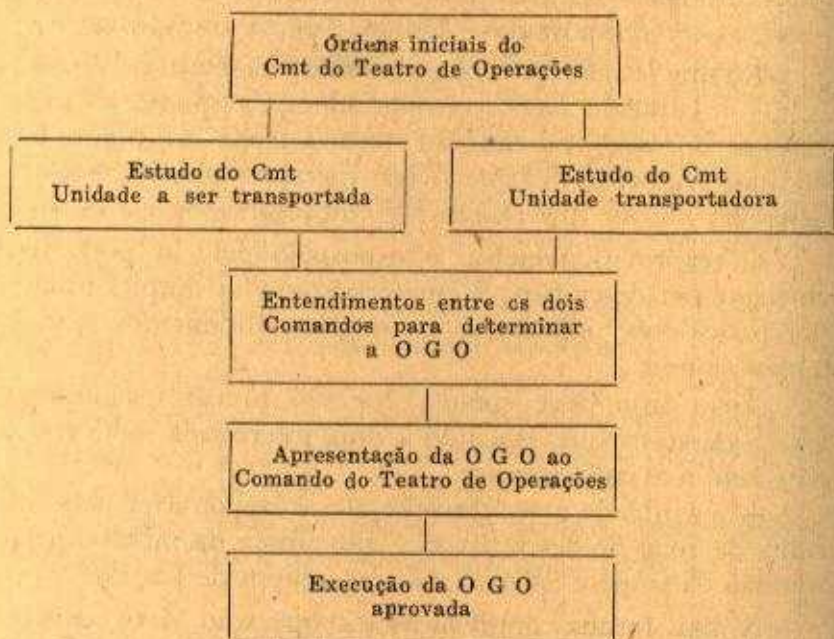 Órdens iniciais do
Cmt do Teatro de Operações
Estudo do Cmt
Unidade a ser transportada
Estudo do Cmt
Unidade transportadora
Entendimentos entre os dois
Comandos para determinar
a O G O
Apresentação da O G O ao
Comando do Teatro de Operações
Execução da O G O
aprovada